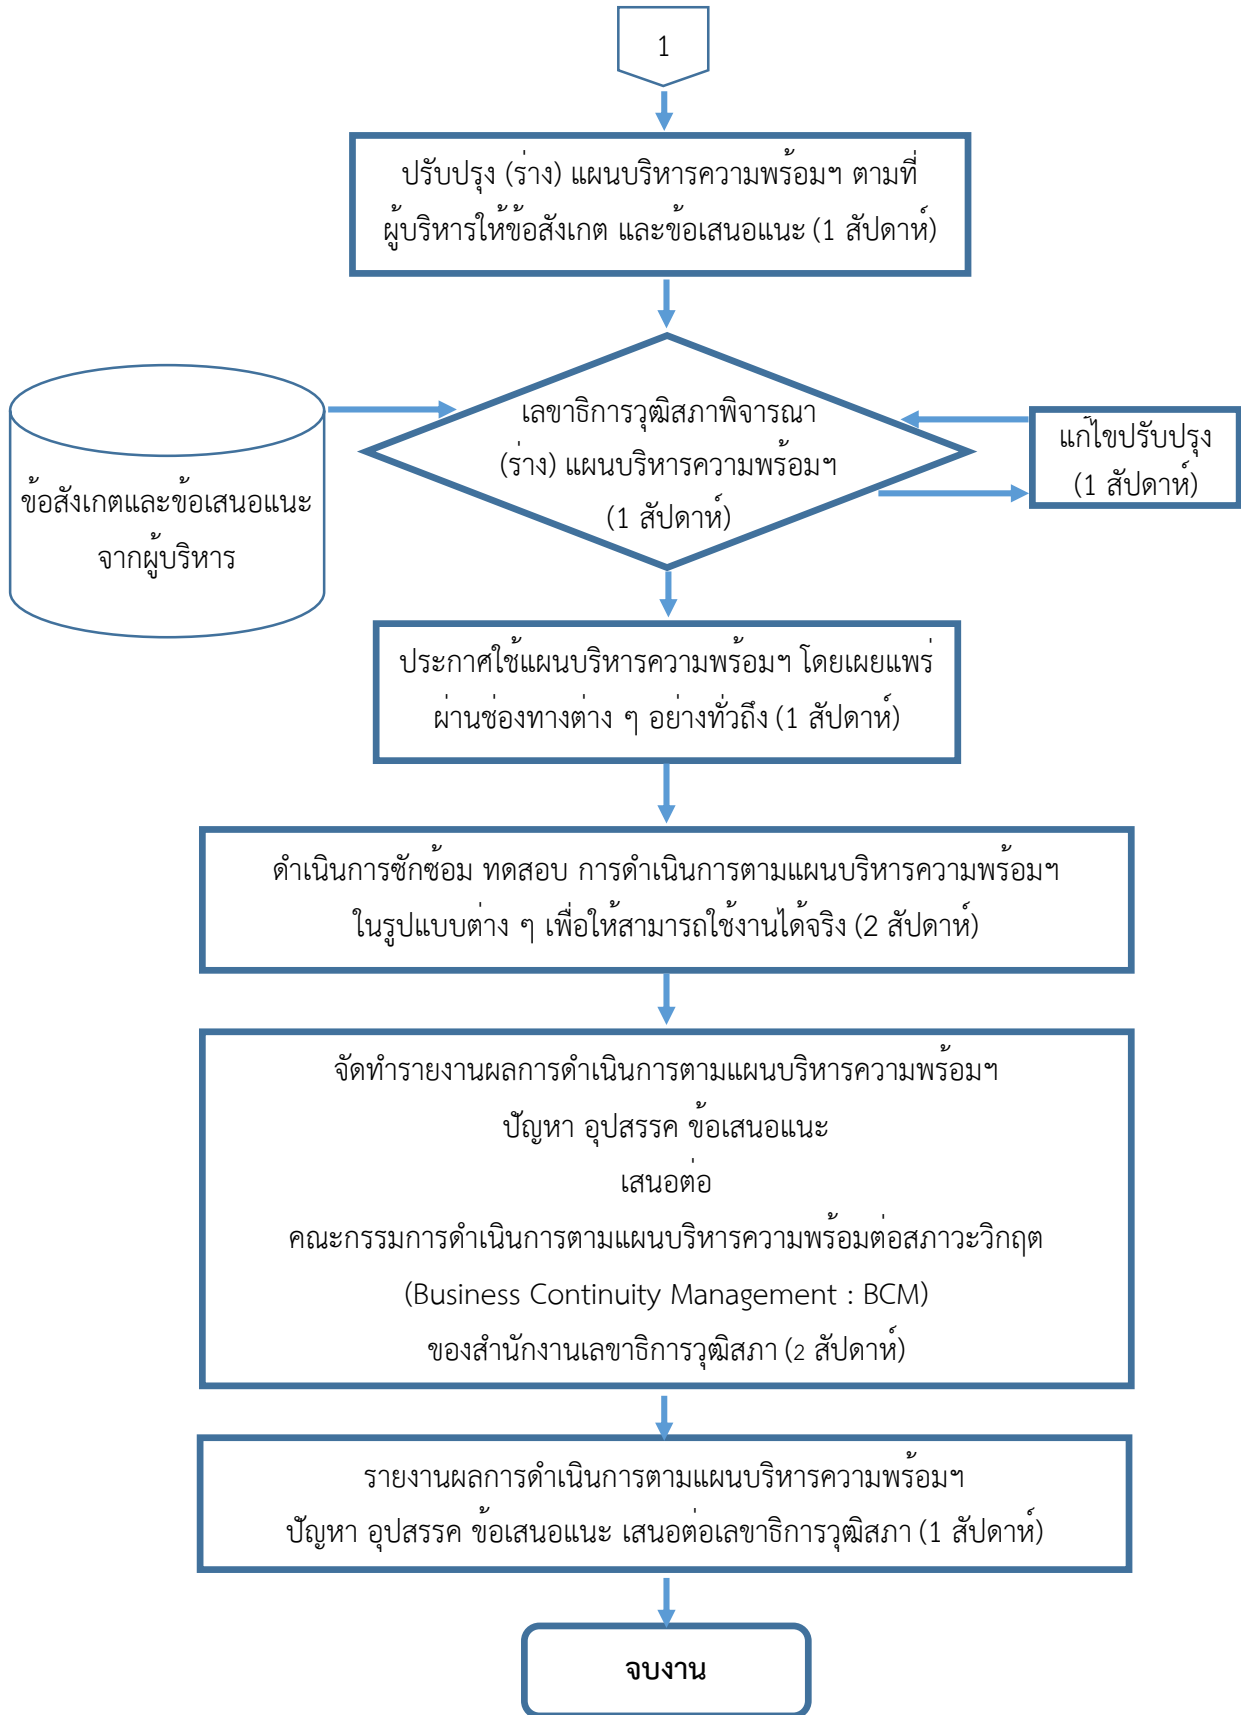 1
ปรับปรุง (ร่าง) แผนบริหารความพร้อมฯ ตามที่
ผู้บริหารให้ข้อสังเกต และข้อเสนอแนะ (1 สัปดาห์)
เลขาธิการวุฒิสภาพิจารณา
(ร่าง) แผนบริหารความพร้อมฯ
(1 สัปดาห์)
ข้อสังเกตและข้อเสนอแนะ
จากผู้บริหาร
แก้ไขปรับปรุง
(1 สัปดาห์)
ประกาศใช้แผนบริหารความพร้อมฯ โดยเผยแพร่
ผ่านช่องทางต่าง ๆ อย่างทั่วถึง (1 สัปดาห์)
ดำเนินการซักซ้อม ทดสอบ การดำเนินการตามแผนบริหารความพร้อมฯ
ในรูปแบบต่าง ๆ เพื่อให้สามารถใช้งานได้จริง (2 สัปดาห์)
จัดทำรายงานผลการดำเนินการตามแผนบริหารความพร้อมฯ
ปัญหา อุปสรรค ข้อเสนอแนะ
เสนอต่อ
คณะกรรมการดำเนินการตามแผนบริหารความพร้อมต่อสภาวะวิกฤต
(Business Continuity Management : BCM)
ของสำนักงานเลขาธิการวุฒิสภา (2 สัปดาห์)
รายงานผลการดำเนินการตามแผนบริหารความพร้อมฯ
ปัญหา อุปสรรค ข้อเสนอแนะ เสนอต่อเลขาธิการวุฒิสภา (1 สัปดาห์)
จบงาน